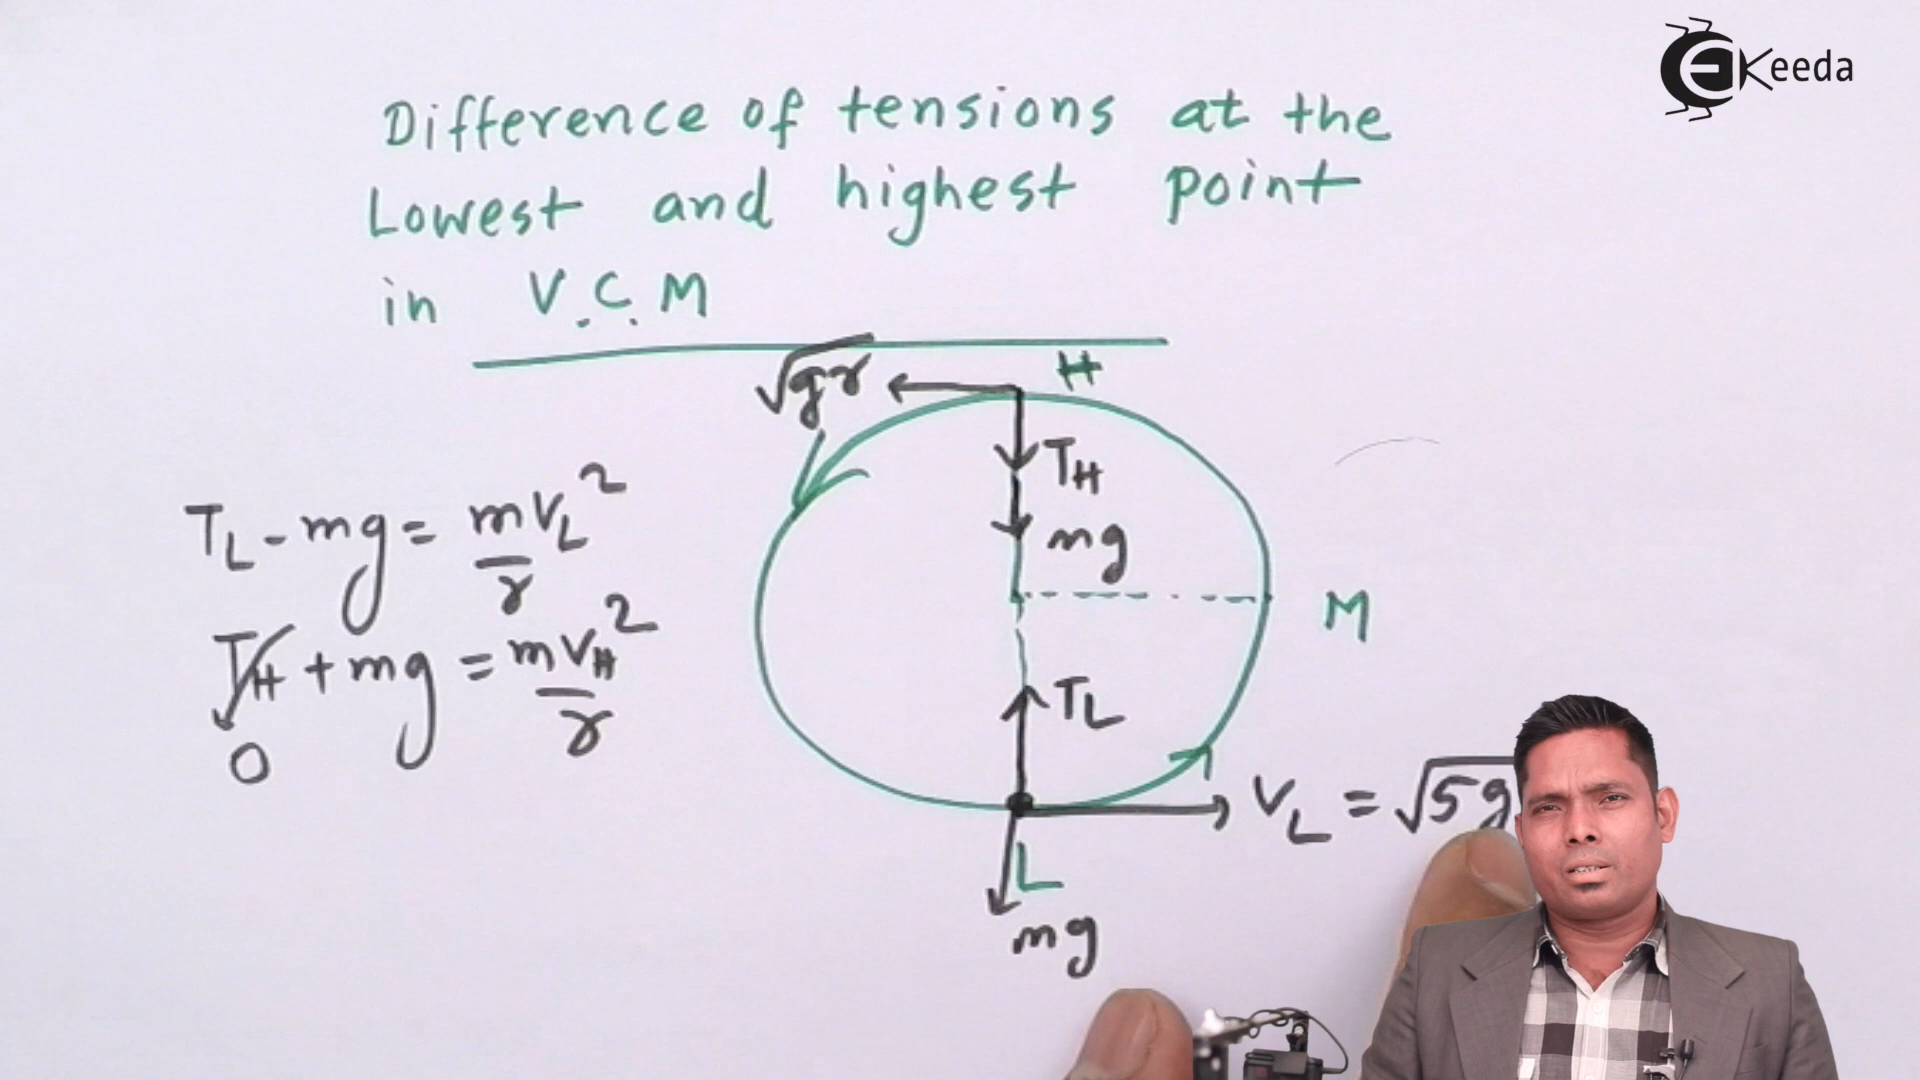 EKeeda
Difference of tensions at the
Lowest and highest point
in V.C.M
√gr
H
T_H
mg
T_L - mg = mV_L²/r
T_H + mg = mV_H²/r
0
M
T_L
V_L = √5g
L
mg